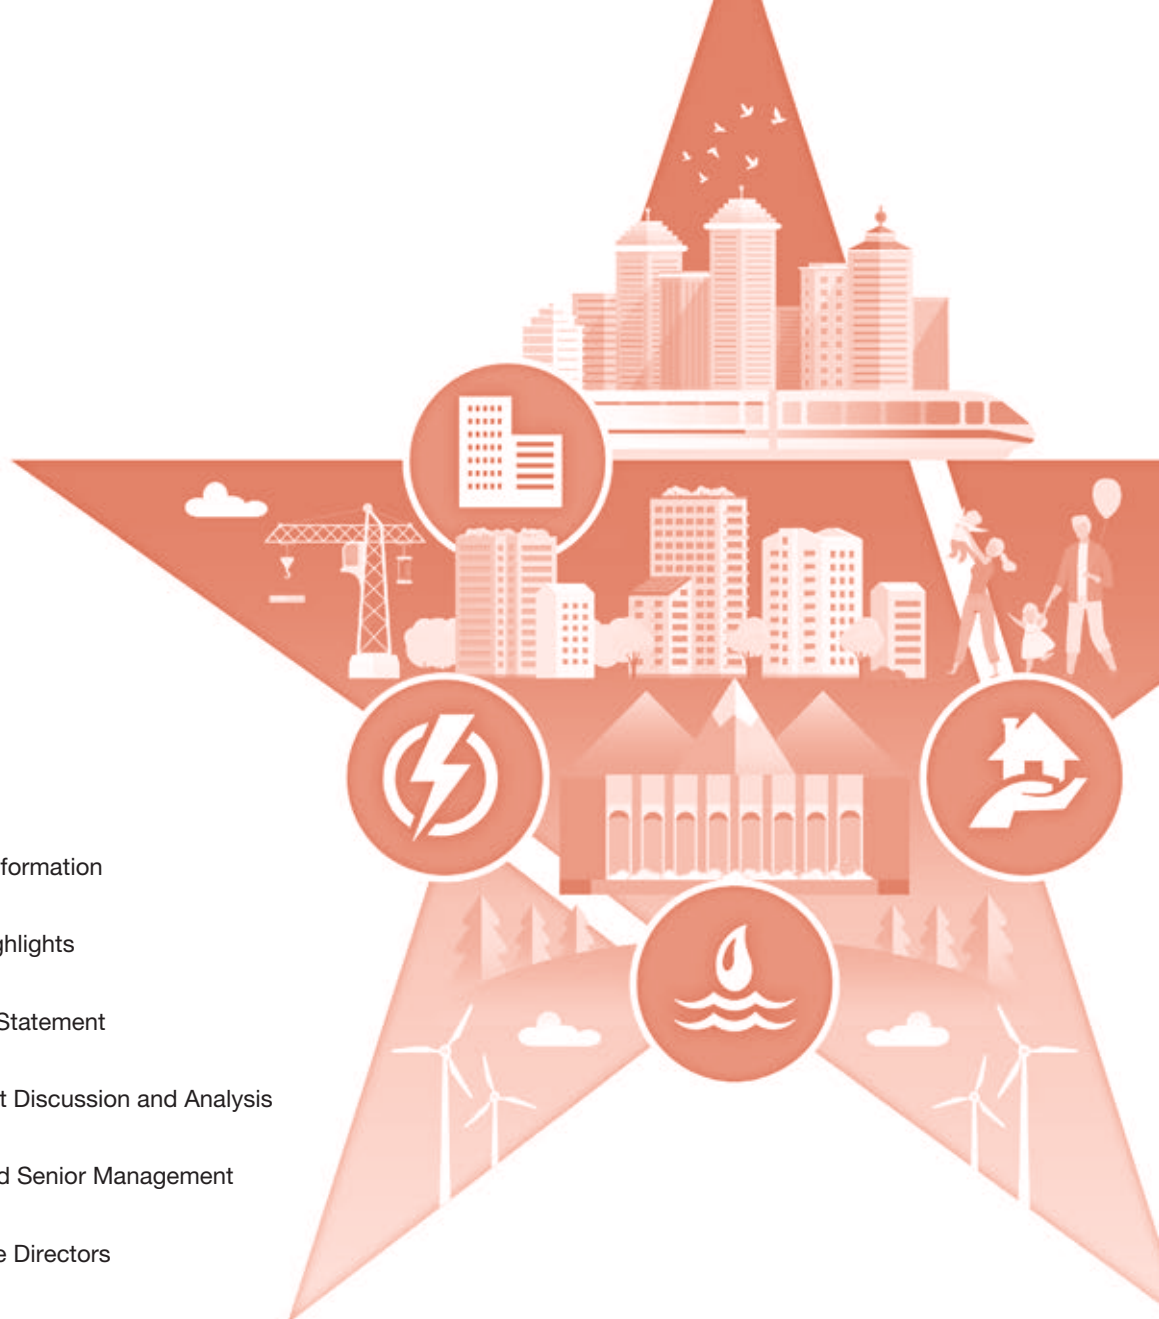 formation
ghlights
Statement
t Discussion and Analysis
d Senior Management
e Directors